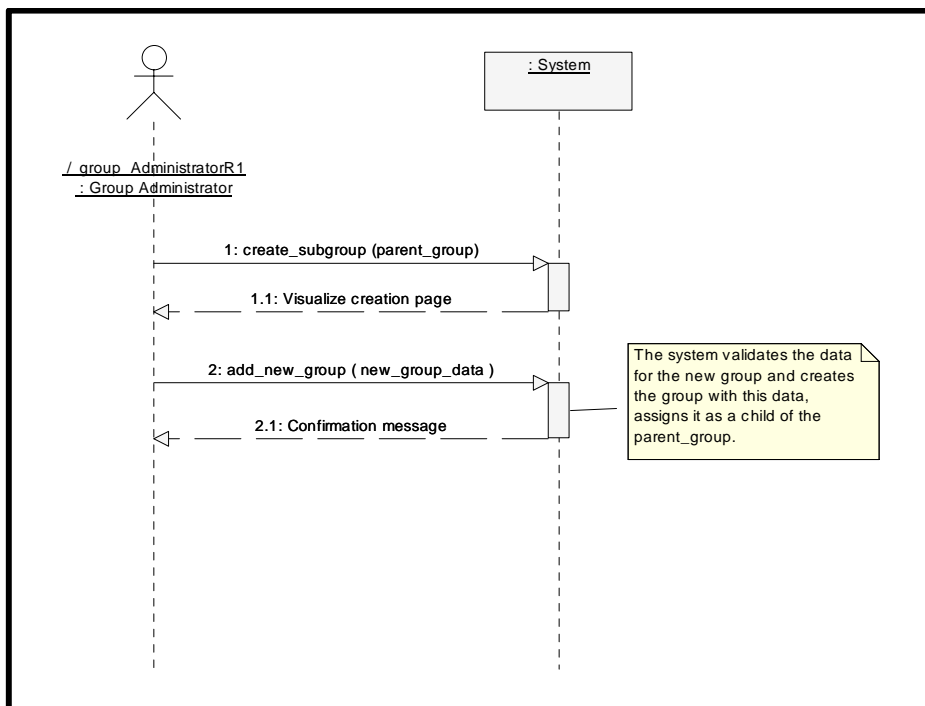 : System
/ group_AdministratorR1
: Group Administrator
1: create_subgroup (parent_group)
1.1: Visualize creation page
2: add_new_group ( new_group_data )
2.1: Confirmation message
The system validates the data
for the new group and creates
the group with this data,
assigns it as a child of the
parent_group.